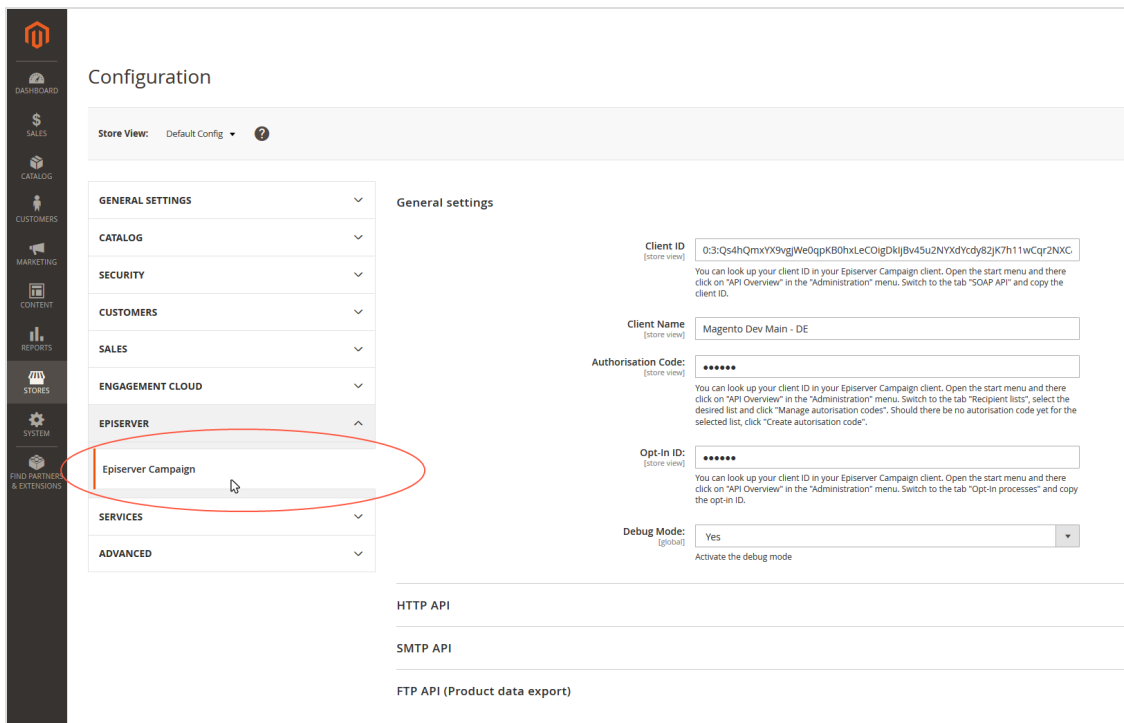 Configuration
DASHBOARD
$
SALES
CATALOG
CUSTOMERS
MARKETING
CONTENT
REPORTS
STORES
SYSTEM
FIND PARTNERS
& EXTENSIONS
Store View: Default Config ?
GENERAL SETTINGS
CATALOG
SECURITY
CUSTOMERS
SALES
ENGAGEMENT CLOUD
EPISERVER
Episerver Campaign
SERVICES
ADVANCED
General settings
Client ID
[store view]
0:3:Qs4hQmxYX9vgjWe0qpKB0hxLeCOigDkIjBv45u2NYXdYcdy82jK7h11wCqr2NXC
You can look up your client ID in your Episerver Campaign client. Open the start menu and there
click on "API Overview" in the "Administration" menu. Switch to the tab "SOAP API" and copy the
client ID.
Client Name
[store view]
Magento Dev Main - DE
Authorisation Code:
[store view]
••••••
You can look up your client ID in your Episerver Campaign client. Open the start menu and there
click on "API Overview" in the "Administration" menu. Switch to the tab "Recipient lists", select the
desired list and click "Manage autorisation codes". Should there be no autorisation code yet for the
selected list, click "Create autorisation code".
Opt-In ID:
[store view]
••••••
You can look up your client ID in your Episerver Campaign client. Open the start menu and there
click on "API Overview" in the "Administration" menu. Switch to the tab "Opt-In processes" and copy
the opt-in ID.
Debug Mode:
[global]
Yes
Activate the debug mode
HTTP API
SMTP API
FTP API (Product data export)